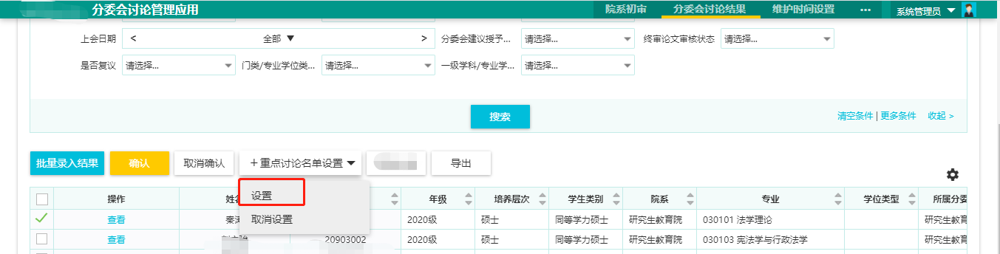 分委会讨论管理应用 院系初审 分委会讨论结果 维护时间设置 ••• 系统管理员
上会日期 < 全部 ▼ > 分委会建议授予... 请选择... 终审论文审核状态 请选择...
是否复议 请选择... 门类/专业学位类... 请选择... 一级学科/专业学... 请选择...
搜索 清空条件 | 更多条件 收起 >
批量录入结果 确认 取消确认 +重点讨论名单设置 导出
操作 姓名 年级 培养层次 学生类别 院系 专业 学位类型 所属分委
设置
查看 秦 2020级 硕士 同等学力硕士 研究生教育院 030101 法学理论 研究生教育
取消设置
查看 20903002 2020级 硕士 同等学力硕士 研究生教育院 030103 宪法学与行政法学 研究生教育